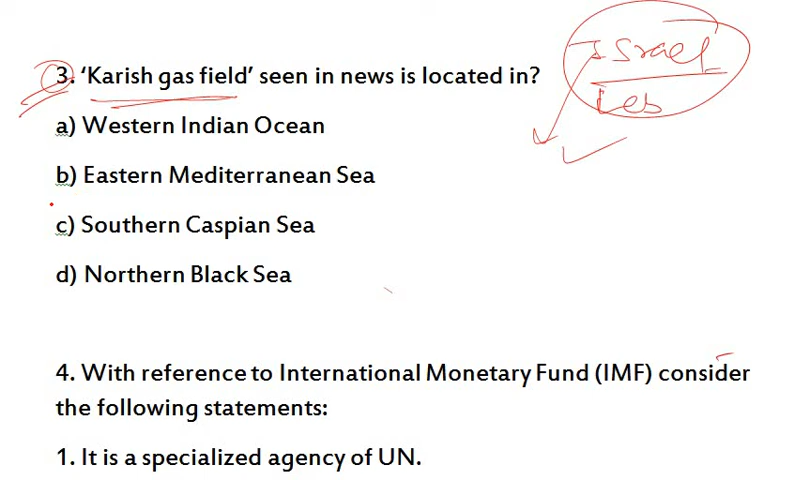 Israel
Leb
3. ‘Karish gas field’ seen in news is located in?
a) Western Indian Ocean
b) Eastern Mediterranean Sea
c) Southern Caspian Sea
d) Northern Black Sea
4. With reference to International Monetary Fund (IMF) consider
the following statements:
1. It is a specialized agency of UN.